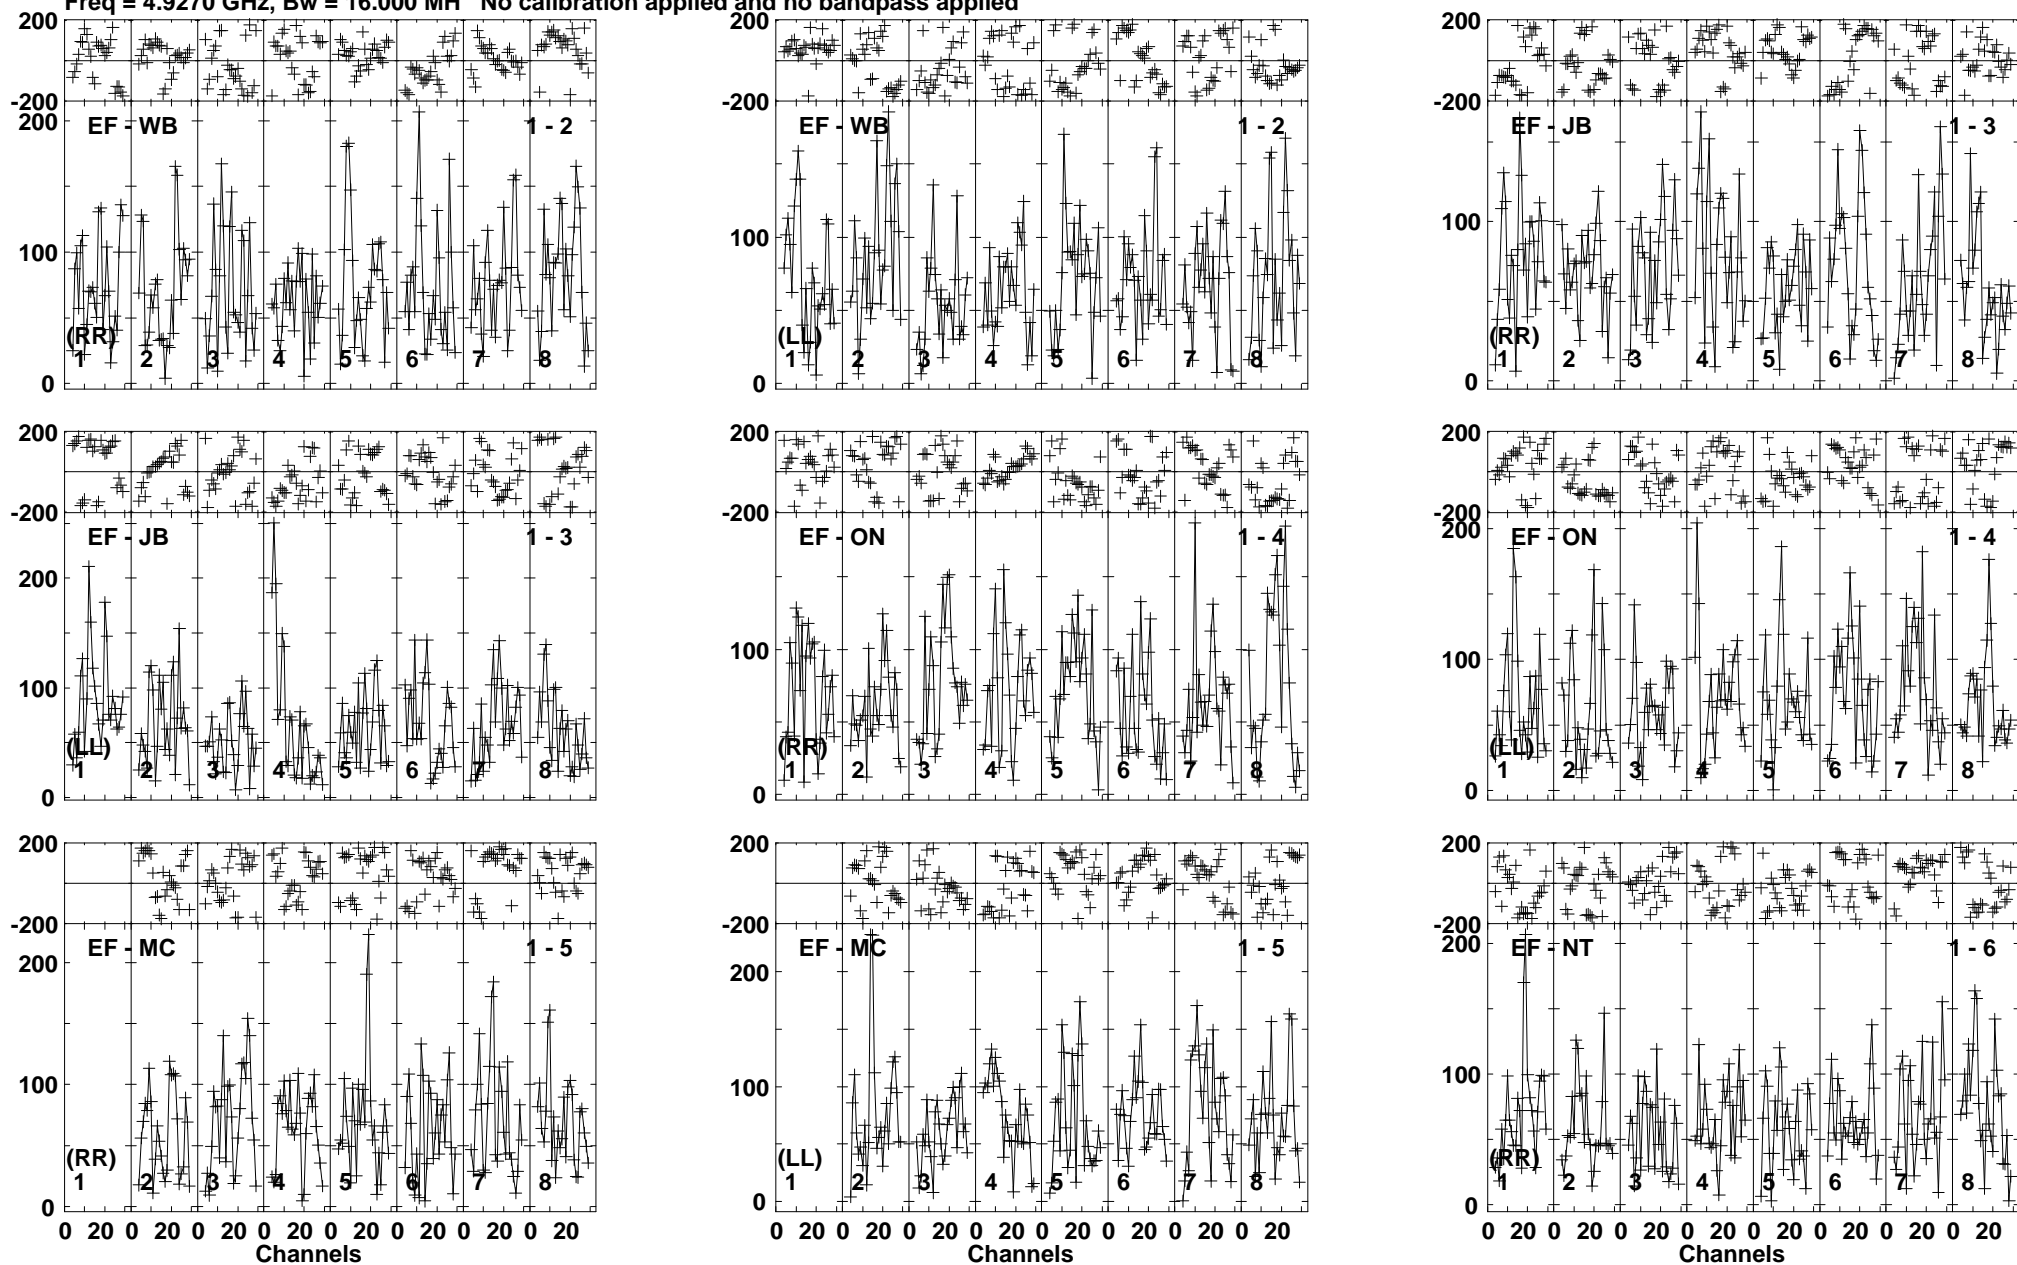 Freq = 4.9270 GHz, Bw = 16.000 MH No calibration applied and no bandpass applied
200 200 200
-200 -200 -200
200
EF - WB 1 - 2 EF - WB 1 - 2 EF - JB 1 - 3
100 100 100
(RR) (LL) (RR)
1 2 3 4 5 6 7 8 1 2 3 4 5 6 7 8 1 2 3 4 5 6 7 8
0 0 0
200 200 200
-200 -200 -200
200
EF - JB 1 - 3 EF - ON 1 - 4 EF - ON 1 - 4
200
100 100 100
(LL) (RR) (LL)
1 2 3 4 5 6 7 8 1 2 3 4 5 6 7 8 1 2 3 4 5 6 7 8
0 0 0
200 200 200
-200 -200 -200
EF - MC 1 - 5 EF - MC 1 - 5 EF - NT 1 - 6
200 200 200
100 100 100
(RR) (LL) (RR)
1 2 3 4 5 6 7 8 1 2 3 4 5 6 7 8 1 2 3 4 5 6 7 8
0 0 0
0 20 0 20 0 20 0 20 0 20 0 20 0 20 0 20 0 20 0 20 0 20 0 20 0 20 0 20 0 20 0 20 0 20 0 20 0 20 0 20 0 20 0 20 0 20 0 20
Channels Channels Channels